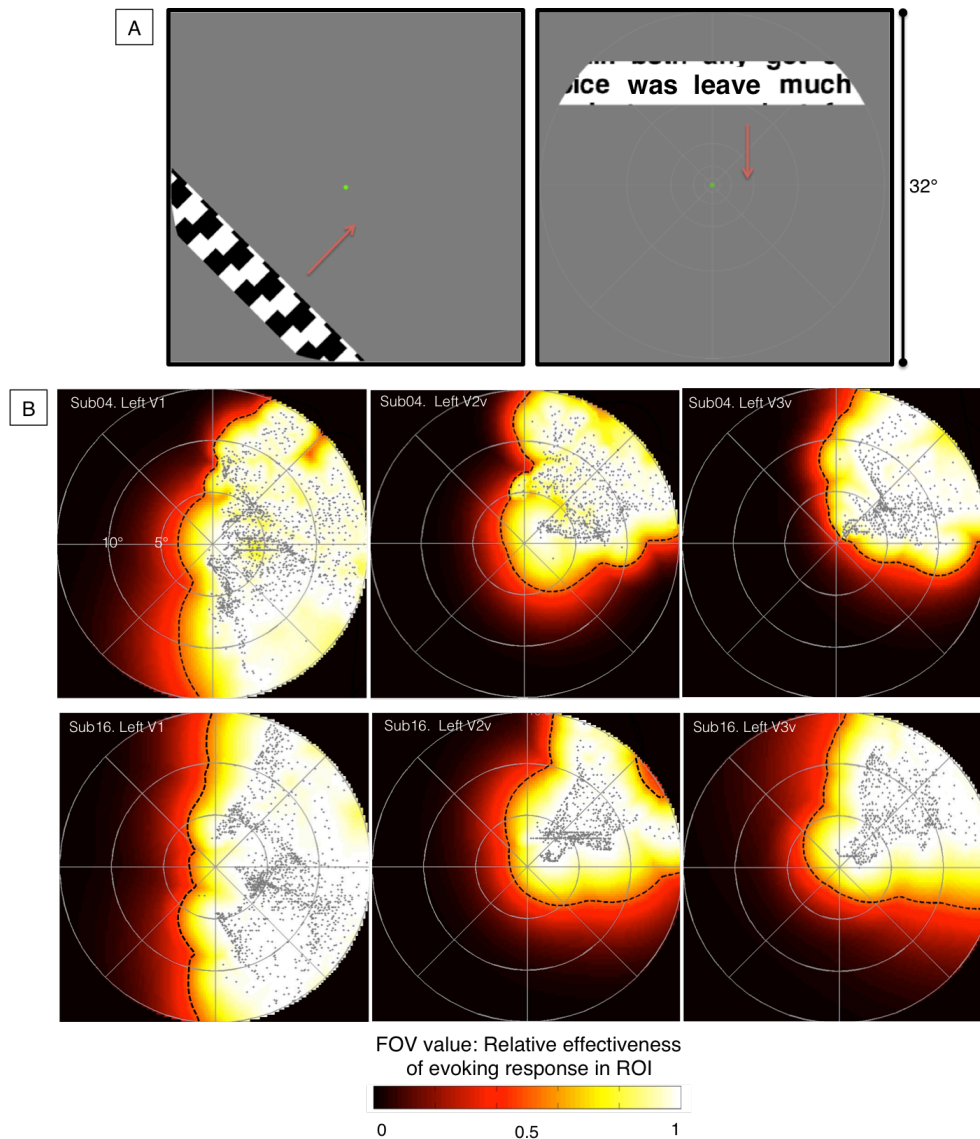 A
was leave much
32°
B
Sub04. Left V1
Sub04. Left V2v
Sub04. Left V3v
10° 5°
Sub16. Left V1
Sub16. Left V2v
Sub16. Left V3v
FOV value: Relative effectiveness
of evoking response in ROI
0 0.5 1